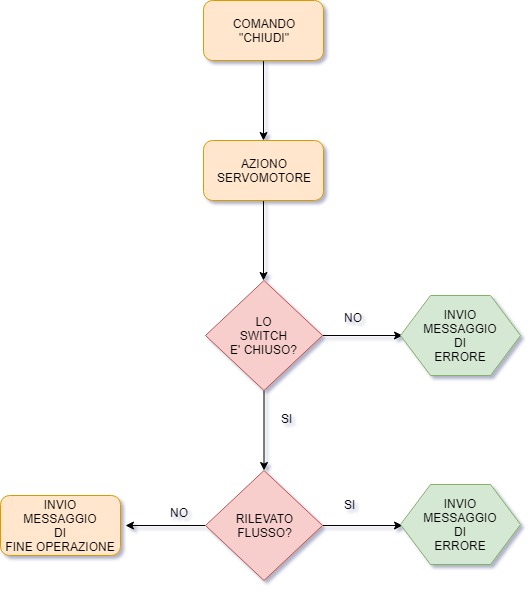 COMANDO
"CHIUDI"
AZIONO
SERVOMOTORE
LO
SWITCH
E' CHIUSO?
NO
INVIO
MESSAGGIO
DI
ERRORE
SI
RILEVATO
FLUSSO?
NO
INVIO
MESSAGGIO
DI
FINE OPERAZIONE
SI
INVIO
MESSAGGIO
DI
ERRORE